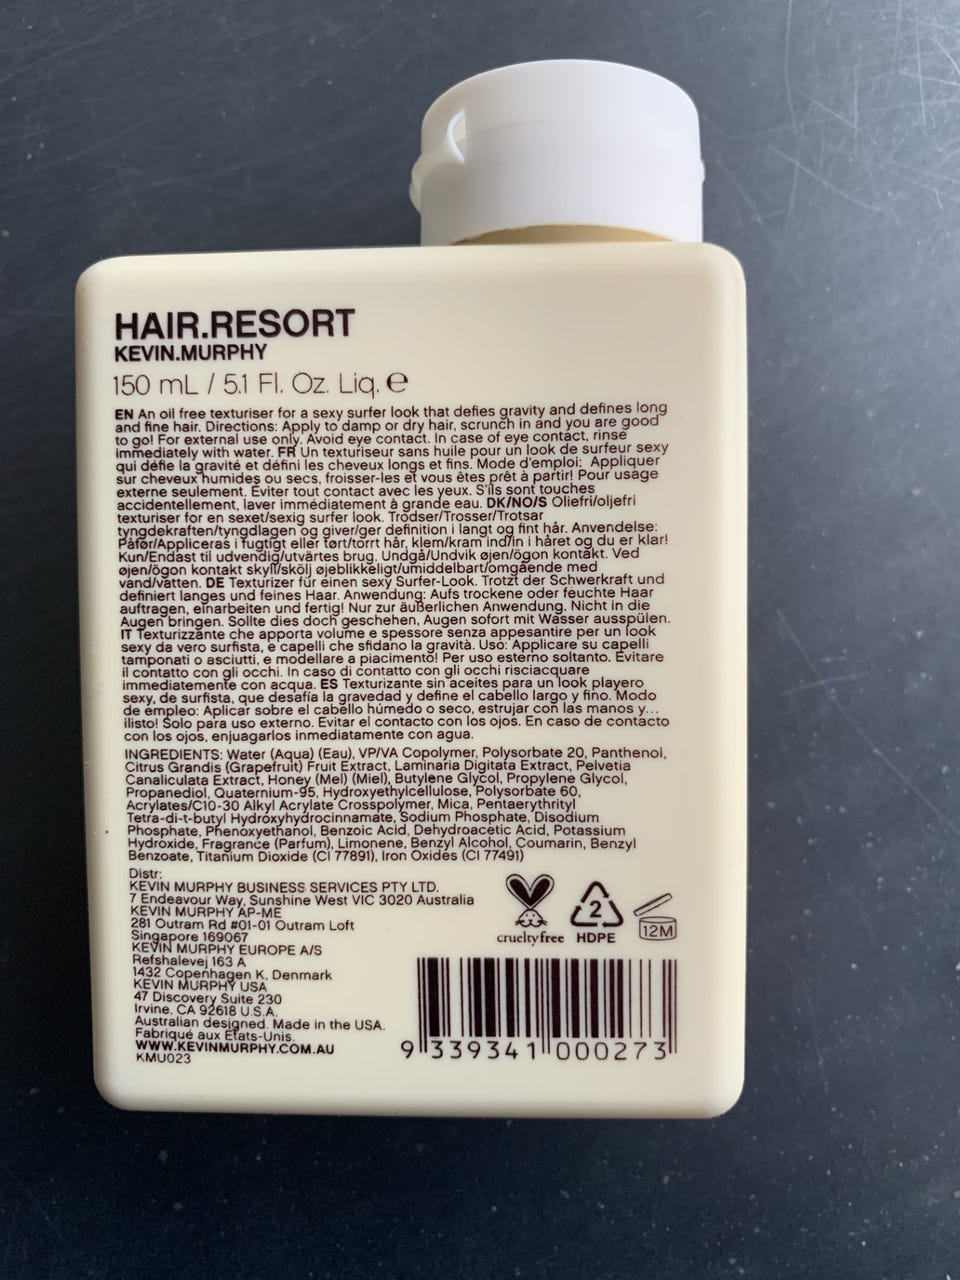 HAIR.RESORT
KEVIN.MURPHY
150 mL / 5.1 Fl. Oz. Liq. ℮
EN An oil free texturiser for a sexy surfer look that defies gravity and defines long
and fine hair. Directions: Apply to damp or dry hair, scrunch in and you are good
to go! For external use only. Avoid eye contact. In case of eye contact, rinse
immediately with water. FR Un texturiseur sans huile pour un look de surfeur sexy
qui défie la gravité et défini les cheveux longs et fins. Mode d'emploi: Appliquer
sur cheveux humides ou secs, froisser-les et vous êtes prêt à partir! Pour usage
externe seulement. Éviter tout contact avec les yeux. S'ils sont touches
accidentellement, laver immédiatement à grande eau. DK/NO/S Oliefri/oljefri
texturiser for en sexet/sexig surfer look. Trodser/Trosser/Trotsar
tyngdekraften/tyngdlagen og giver/ger definition i langt og fint hår. Anvendelse:
Påfør/Appliceras i fugtigt eller tørt/torrt hår, klem/kram ind/in i håret og du er klar!
Kun/Endast til udvendig/utvärtes brug. Undgå/Undvik øjen/ögon kontakt. Ved
øjen/ögon kontakt skyll/skölj øjeblikkeligt/umiddelbart/omgående med
vand/vatten. DE Texturizer für einen sexy Surfer-Look. Trotzt der Schwerkraft und
definiert langes und feines Haar. Anwendung: Aufs trockene oder feuchte Haar
auftragen, einarbeiten und fertig! Nur zur äußerlichen Anwendung. Nicht in die
Augen bringen. Sollte dies doch geschehen, Augen sofort mit Wasser ausspülen.
IT Texturizzante che apporta volume e spessore senza appesantire per un look
sexy da vero surfista, e capelli che sfidano la gravità. Uso: Applicare su capelli
tamponati o asciutti, e modellare a piacimento! Per uso esterno soltanto. Evitare
il contatto con gli occhi. In caso di contatto con gli occhi risciacquare
immediatemente con acqua. ES Texturizante sin aceites para un look playero
sexy, de surfista, que desafía la gravedad y define el cabello largo y fino. Modo
de empleo: Aplicar sobre el cabello húmedo o seco, estrujar con las manos y...
ilisto! Solo para uso externo. Evitar el contacto con los ojos. En caso de contacto
con los ojos, enjuagarlos inmediatamente con agua.
INGREDIENTS: Water (Aqua) (Eau), VP/VA Copolymer, Polysorbate 20, Panthenol,
Citrus Grandis (Grapefruit) Fruit Extract, Laminaria Digitata Extract, Pelvetia
Canaliculata Extract, Honey (Mel) (Miel), Butylene Glycol, Propylene Glycol,
Propanediol, Quaternium-95, Hydroxyethylcellulose, Polysorbate 60,
Acrylates/C10-30 Alkyl Acrylate Crosspolymer, Mica, Pentaerythrityl
Tetra-di-t-butyl Hydroxyhydrocinnamate, Sodium Phosphate, Disodium
Phosphate, Phenoxyethanol, Benzoic Acid, Dehydroacetic Acid, Potassium
Hydroxide, Fragrance (Parfum), Limonene, Benzyl Alcohol, Coumarin, Benzyl
Benzoate, Titanium Dioxide (CI 77891), Iron Oxides (CI 77491)
Distr:
KEVIN MURPHY BUSINESS SERVICES PTY LTD.
7 Endeavour Way, Sunshine West VIC 3020 Australia
KEVIN MURPHY AP-ME
281 Outram Rd #01-01 Outram Loft
Singapore 169067
KEVIN MURPHY EUROPE A/S
Refshalevej 163 A
1432 Copenhagen K, Denmark
KEVIN MURPHY USA
47 Discovery Suite 230
Irvine, CA 92618 U.S.A.
Australian designed. Made in the USA.
Fabriqué aux États-Unis.
WWW.KEVINMURPHY.COM.AU
KMU023
crueltyfree
2
HDPE
12M
9 339341 000273